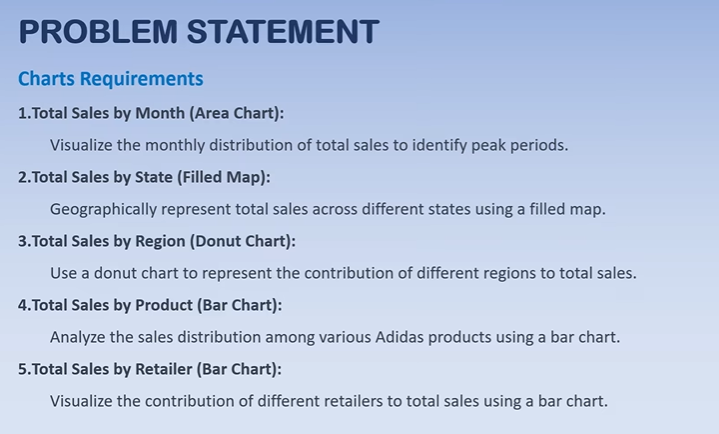 PROBLEM STATEMENT
Charts Requirements
1.Total Sales by Month (Area Chart):
Visualize the monthly distribution of total sales to identify peak periods.
2.Total Sales by State (Filled Map):
Geographically represent total sales across different states using a filled map.
3.Total Sales by Region (Donut Chart):
Use a donut chart to represent the contribution of different regions to total sales.
4.Total Sales by Product (Bar Chart):
Analyze the sales distribution among various Adidas products using a bar chart.
5.Total Sales by Retailer (Bar Chart):
Visualize the contribution of different retailers to total sales using a bar chart.